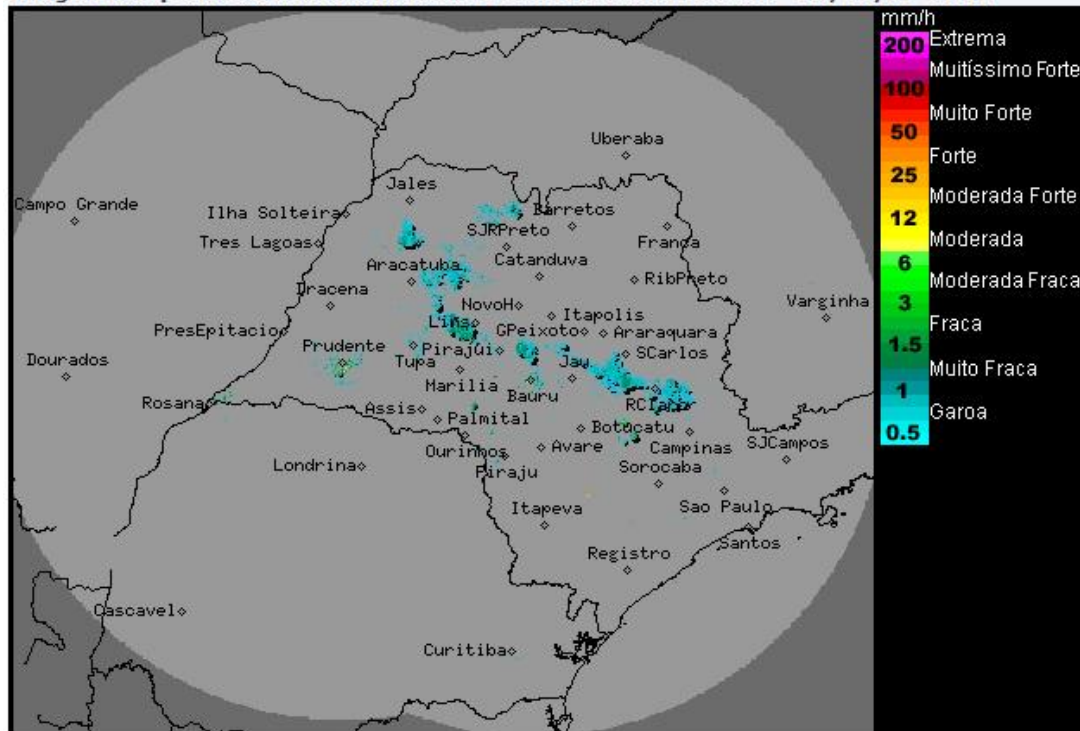 mm/h
200 Extrema
Muitíssimo Forte
100
Muito Forte
50
Forte
25
Moderada Forte
12
Moderada
6
Moderada Fraca
3
Fraca
1.5
Muito Fraca
1
Garoa
0.5
Uberaba
Jales
Campo Grande
Ilha Solteira
Barretos
Tres Lagoas
SJRPreto
Franca
Aracatuba
Catanduva
RibPreto
Dracena
NovoH
Itapolis
Varginha
PresEpitacio
Lins
GPeixoto
Araraquara
Dourados
Prudente
Tupa
Pirajui
Jau
SCarlos
Marilia
Bauru
Rosana
Assis
RClaro
Palmital
Botucatu
Ourinhos
Avare
Campinas
SJCampos
Londrina
Piraju
Sorocaba
Itapeva
Sao Paulo
Santos
Registro
Cascavel
Curitiba